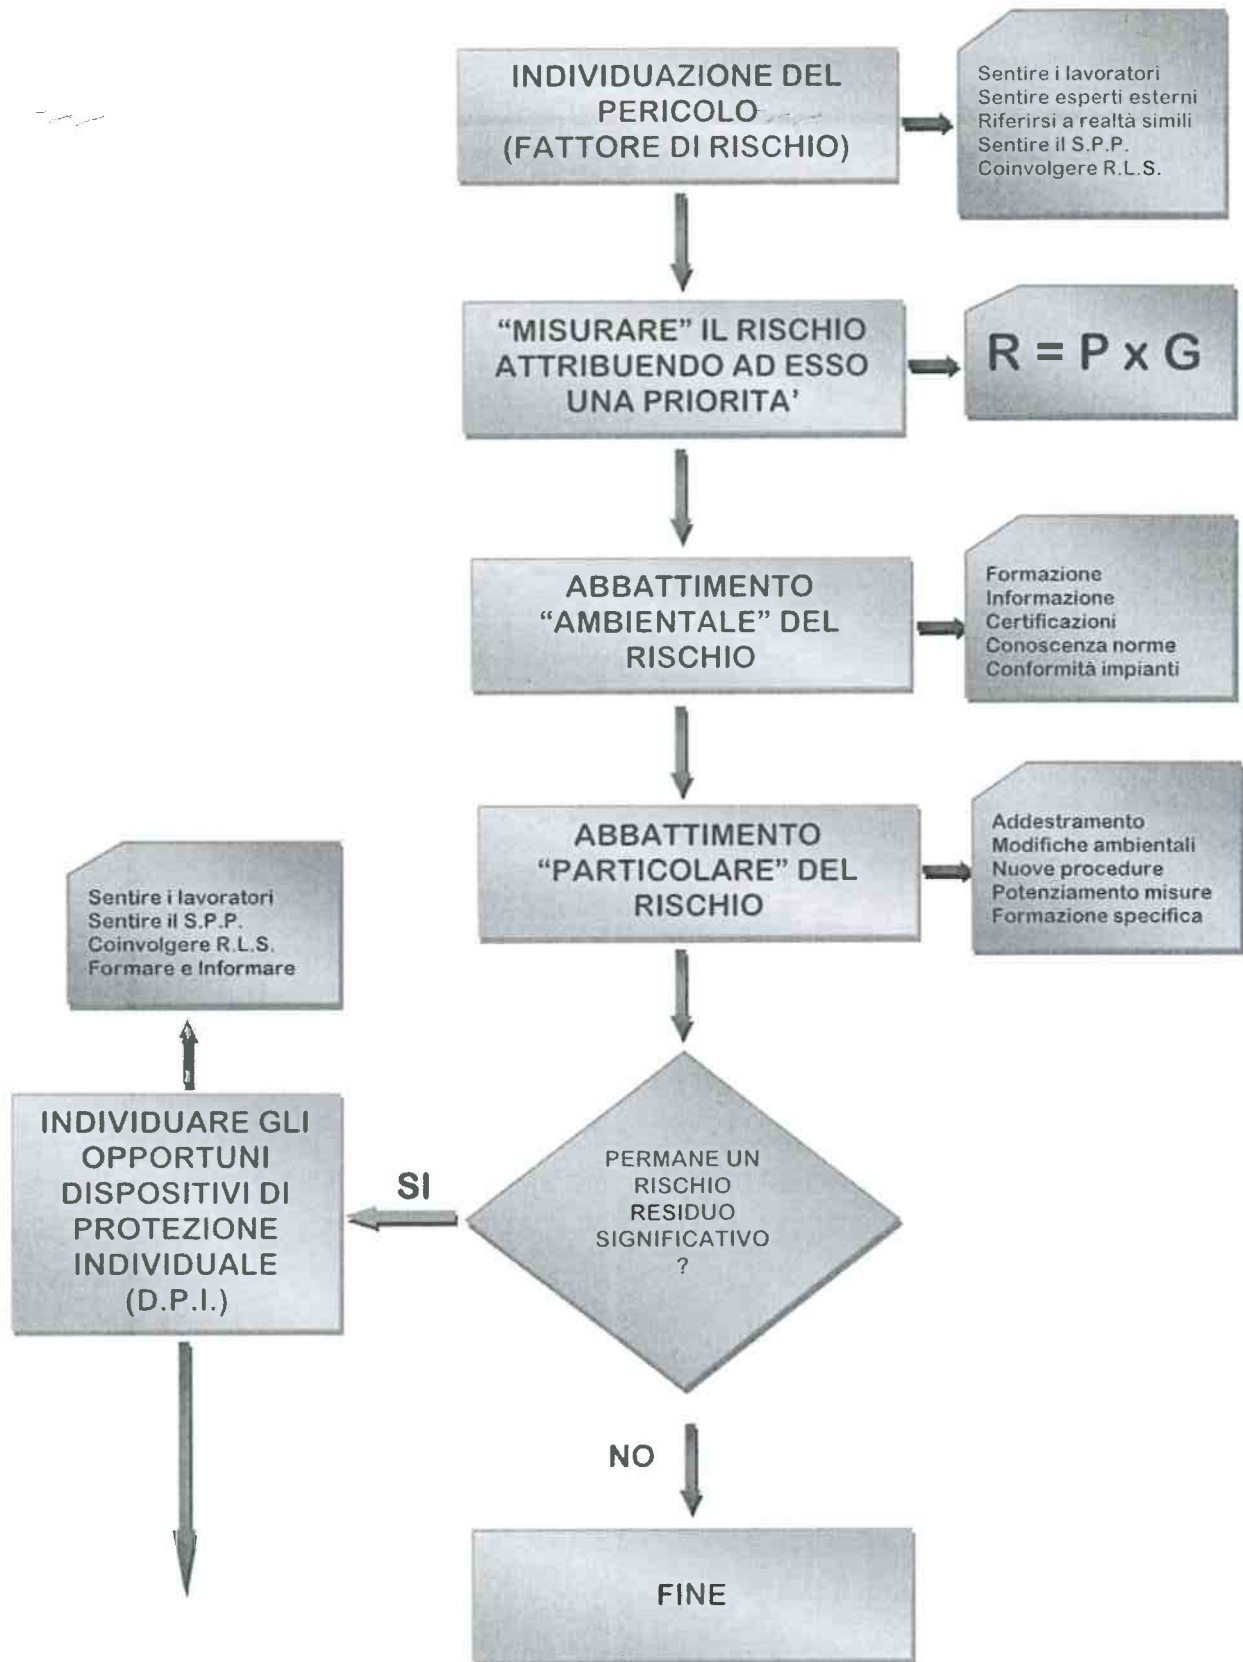 INDIVIDUAZIONE DEL
PERICOLO
(FATTORE DI RISCHIO)
Sentire i lavoratori
Sentire esperti esterni
Riferirsi a realtà simili
Sentire il S.P.P.
Coinvolgere R.L.S.
“MISURARE” IL RISCHIO
ATTRIBUENDO AD ESSO
UNA PRIORITA’
R = P x G
ABBATTIMENTO
“AMBIENTALE” DEL
RISCHIO
Formazione
Informazione
Certificazioni
Conoscenza norme
Conformità impianti
ABBATTIMENTO
“PARTICOLARE” DEL
RISCHIO
Addestramento
Modifiche ambientali
Nuove procedure
Potenziamento misure
Formazione specifica
Sentire i lavoratori
Sentire il S.P.P.
Coinvolgere R.L.S.
Formare e Informare
INDIVIDUARE GLI
OPPORTUNI
DISPOSITIVI DI
PROTEZIONE
INDIVIDUALE
(D.P.I.)
SI
PERMANE UN
RISCHIO
RESIDUO
SIGNIFICATIVO
?
NO
FINE